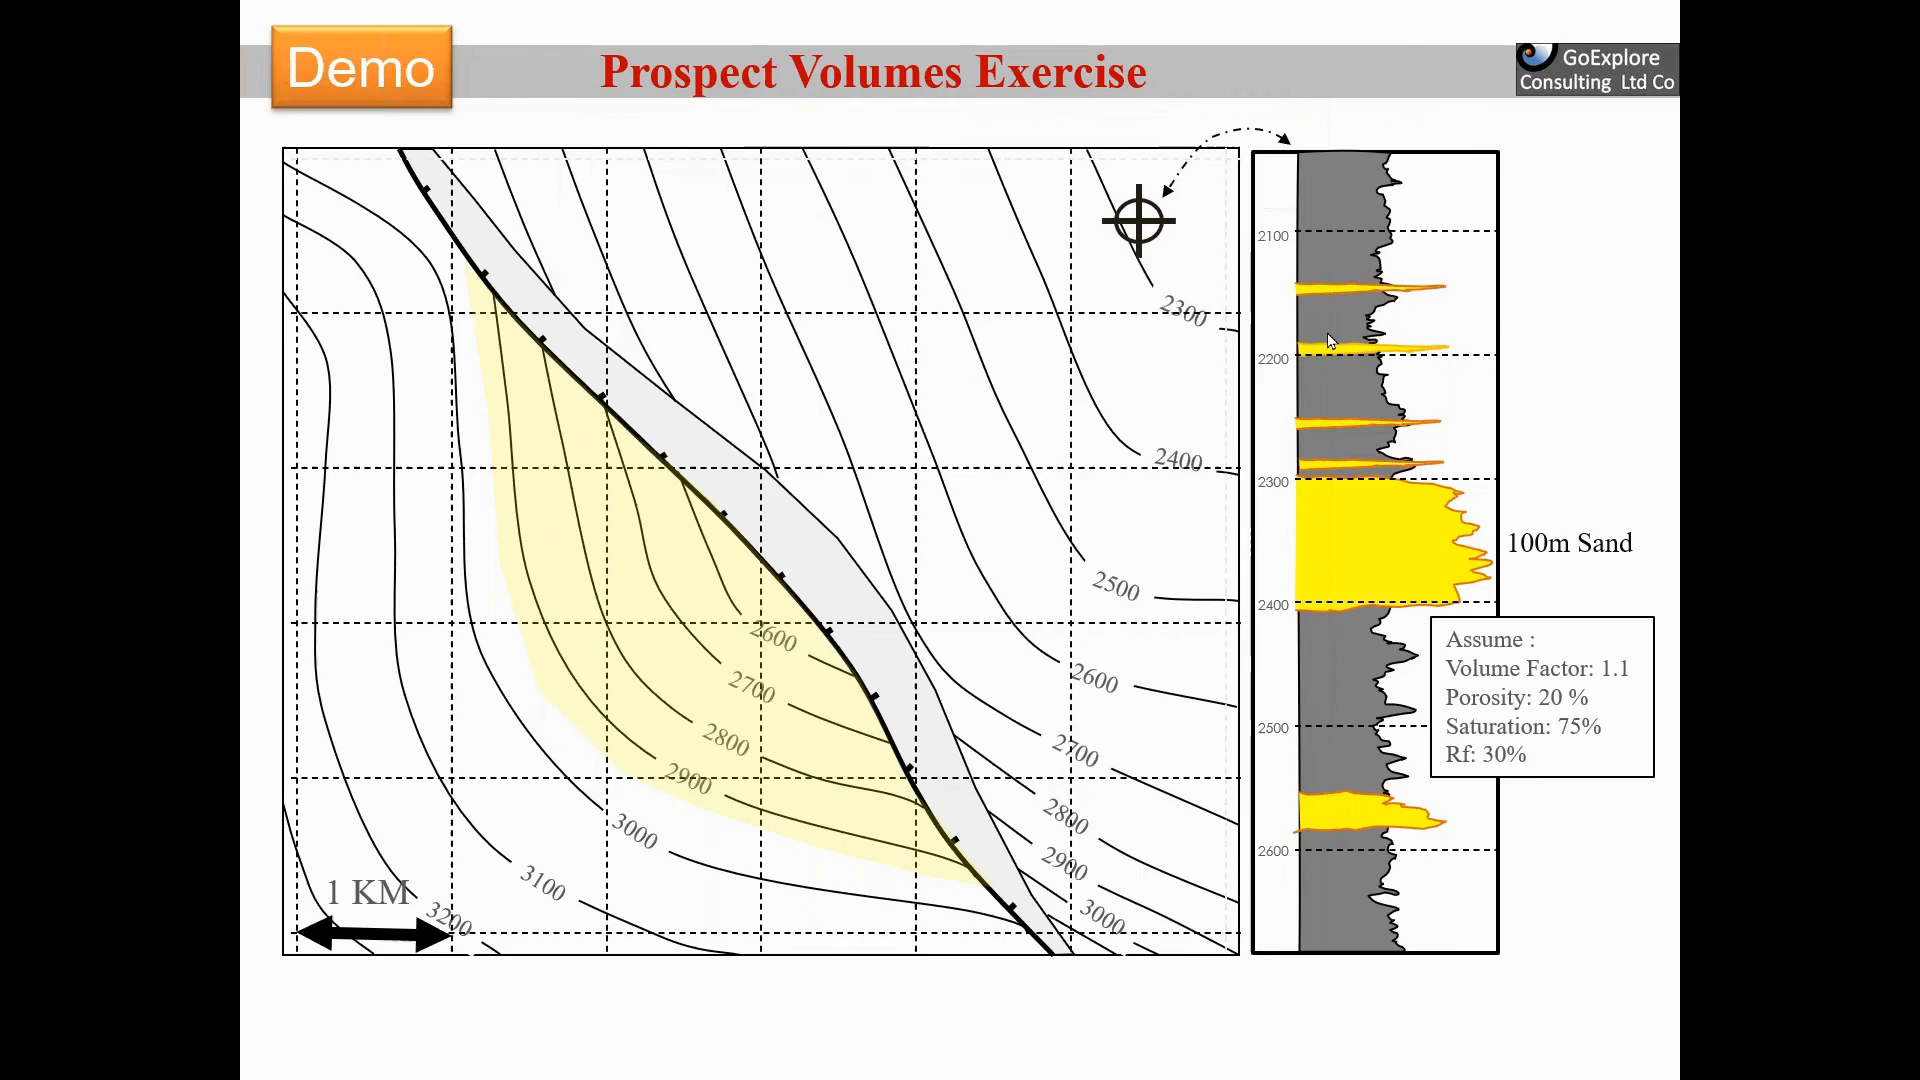 Demo
Prospect Volumes Exercise
GoExplore
Consulting Ltd Co
2300
2400
2500
2600
2700
2800
2900
3000
2600
2700
2800
2900
3000
3100
3200
1 KM
2100
2200
2300
2400
2500
2600
100m Sand
Assume :
Volume Factor: 1.1
Porosity: 20 %
Saturation: 75%
Rf: 30%